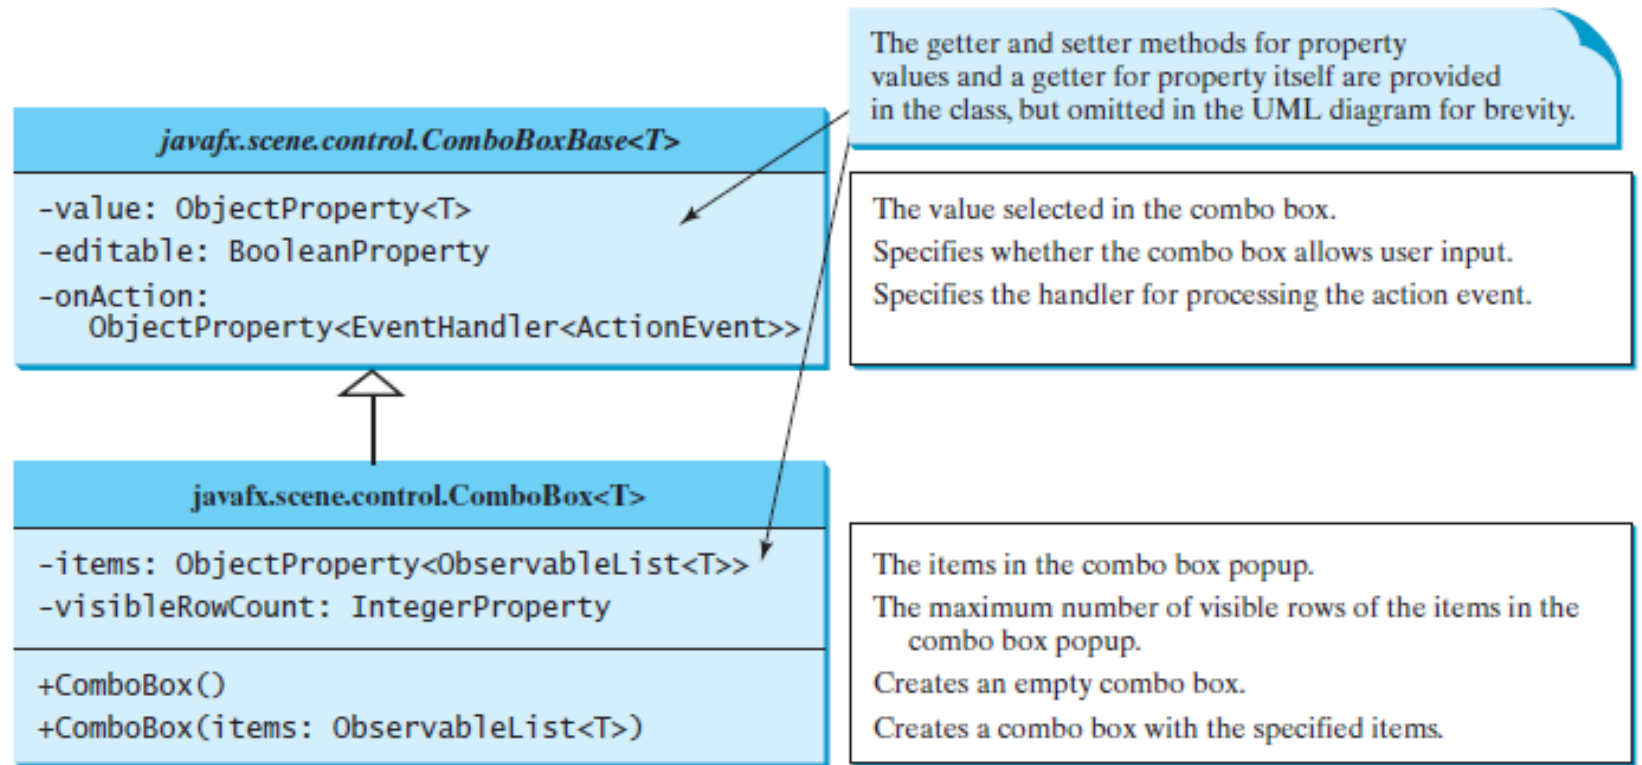 The getter and setter methods for property
values and a getter for property itself are provided
in the class, but omitted in the UML diagram for brevity.
javafx.scene.control.ComboBoxBase<T>
-value: ObjectProperty<T>
-editable: BooleanProperty
-onAction:
ObjectProperty<EventHandler<ActionEvent>>
The value selected in the combo box.
Specifies whether the combo box allows user input.
Specifies the handler for processing the action event.
javafx.scene.control.ComboBox<T>
-items: ObjectProperty<ObservableList<T>>
-visibleRowCount: IntegerProperty
+ComboBox()
+ComboBox(items: ObservableList<T>)
The items in the combo box popup.
The maximum number of visible rows of the items in the
combo box popup.
Creates an empty combo box.
Creates a combo box with the specified items.